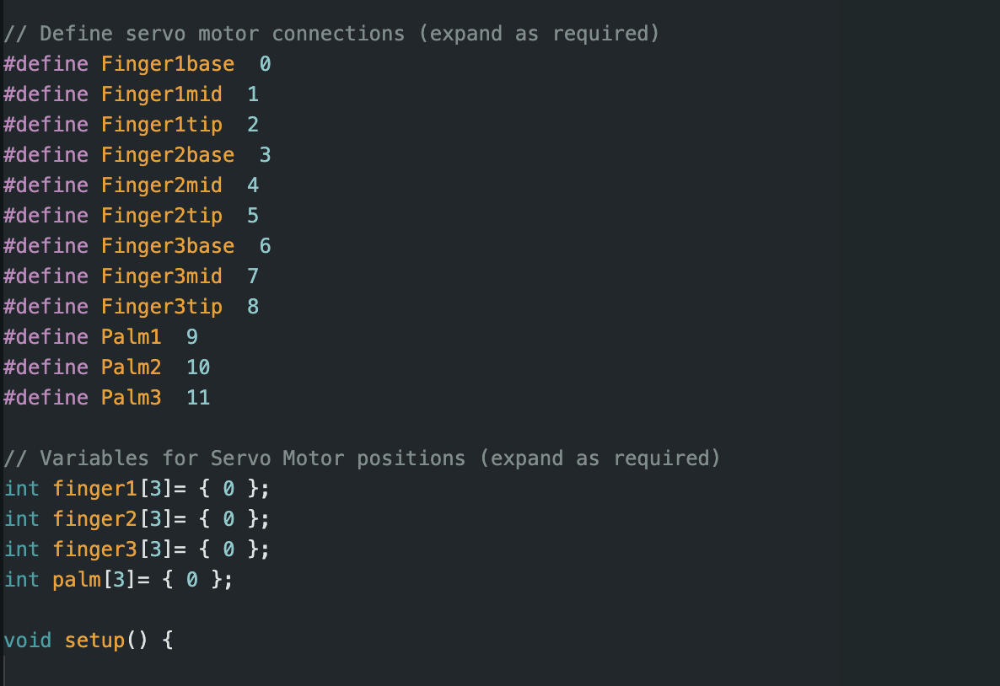 // Define servo motor connections (expand as required)
#define Finger1base  0
#define Finger1mid  1
#define Finger1tip  2
#define Finger2base  3
#define Finger2mid  4
#define Finger2tip  5
#define Finger3base  6
#define Finger3mid  7
#define Finger3tip  8
#define Palm1  9
#define Palm2  10
#define Palm3  11
// Variables for Servo Motor positions (expand as required)
int finger1[3]= { 0 };
int finger2[3]= { 0 };
int finger3[3]= { 0 };
int palm[3]= { 0 };
void setup() {